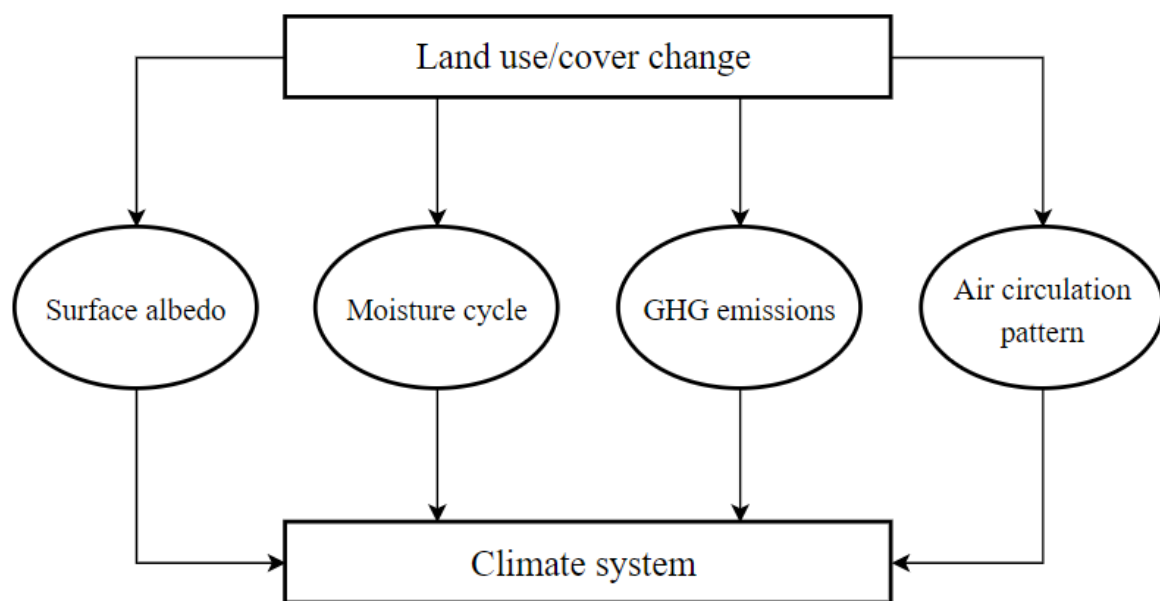 Land use/cover change
Surface albedo
Moisture cycle
GHG emissions
Air circulation
pattern
Climate system